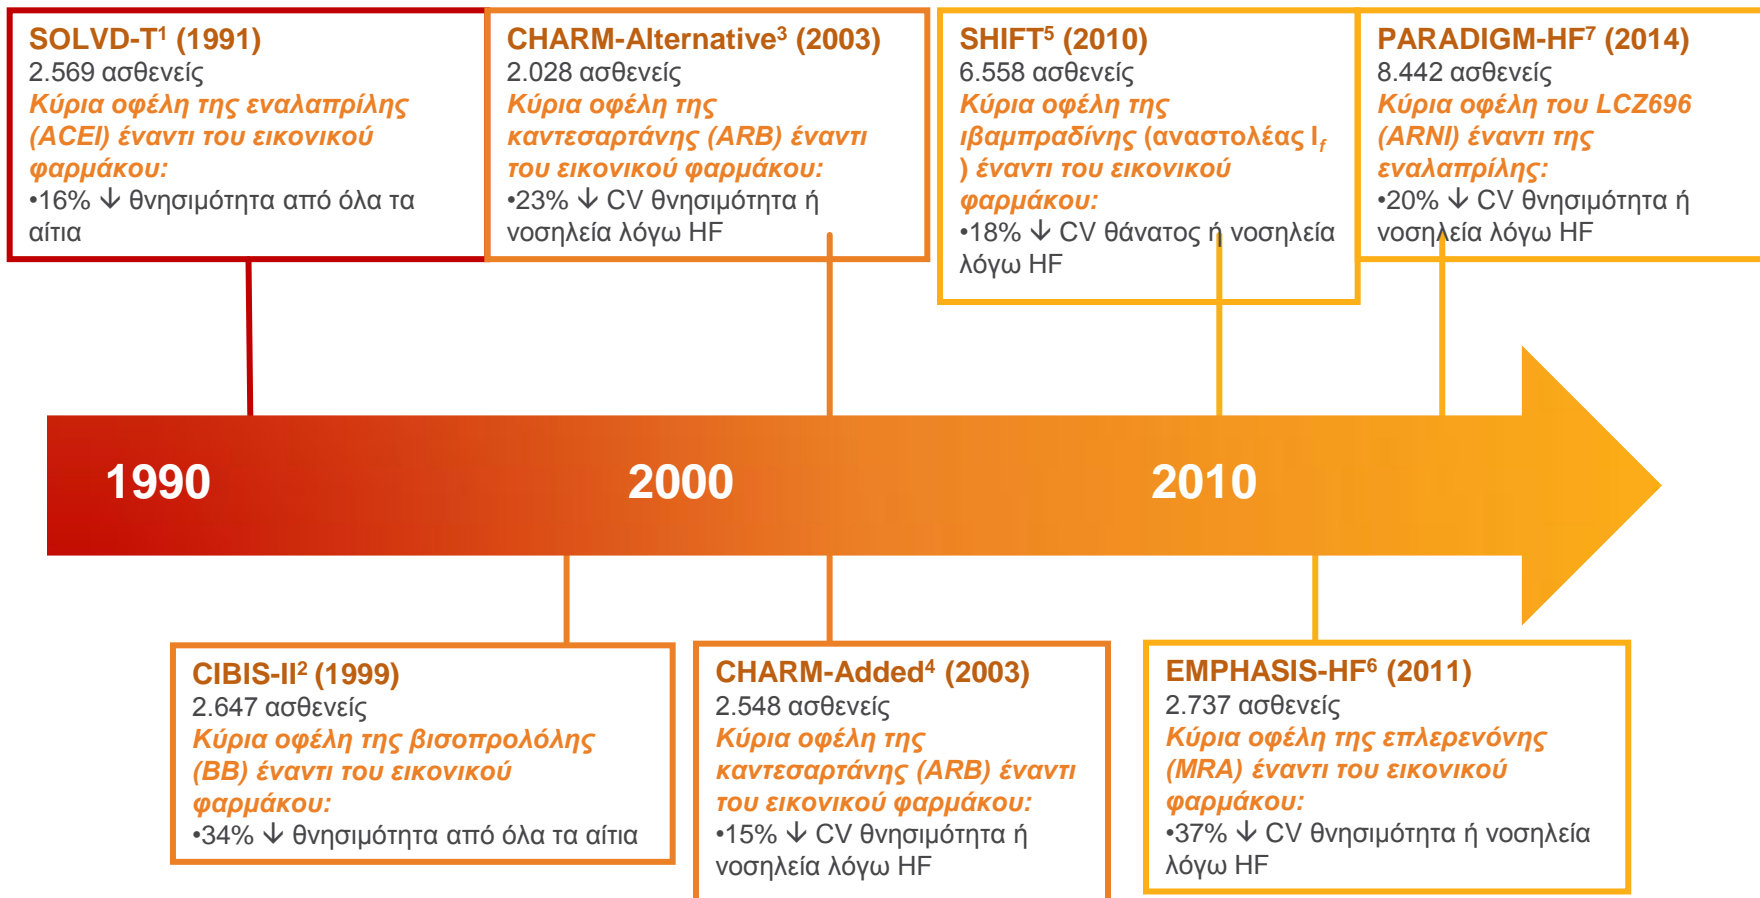 SOLVD-T¹ (1991)
2.569 ασθενείς
Κύρια οφέλη της εναλαπρίλης
(ACEI) έναντι του εικονικού
φαρμάκου:
•16% ↓ θνησιμότητα από όλα τα
αίτια
CHARM-Alternative³ (2003)
2.028 ασθενείς
Κύρια οφέλη της
καντεσαρτάνης (ARB) έναντι
του εικονικού φαρμάκου:
•23% ↓ CV θνησιμότητα ή
νοσηλεία λόγω HF
SHIFT⁵ (2010)
6.558 ασθενείς
Κύρια οφέλη της
ιβαμπραδίνης (αναστολέας If
) έναντι του εικονικού
φαρμάκου:
•18% ↓ CV θάνατος ή νοσηλεία
λόγω HF
PARADIGM-HF⁷ (2014)
8.442 ασθενείς
Κύρια οφέλη του LCZ696
(ARNI) έναντι της
εναλαπρίλης:
•20% ↓ CV θνησιμότητα ή
νοσηλεία λόγω HF
1990
2000
2010
CIBIS-II² (1999)
2.647 ασθενείς
Κύρια οφέλη της βισοπρολόλης
(BB) έναντι του εικονικού
φαρμάκου:
•34% ↓ θνησιμότητα από όλα τα αίτια
CHARM-Added⁴ (2003)
2.548 ασθενείς
Κύρια οφέλη της
καντεσαρτάνης (ARB) έναντι
του εικονικού φαρμάκου:
•15% ↓ CV θνησιμότητα ή
νοσηλεία λόγω HF
EMPHASIS-HF⁶ (2011)
2.737 ασθενείς
Κύρια οφέλη της επλερενόνης
(MRA) έναντι του εικονικού
φαρμάκου:
•37% ↓ CV θνησιμότητα ή νοσηλεία
λόγω HF